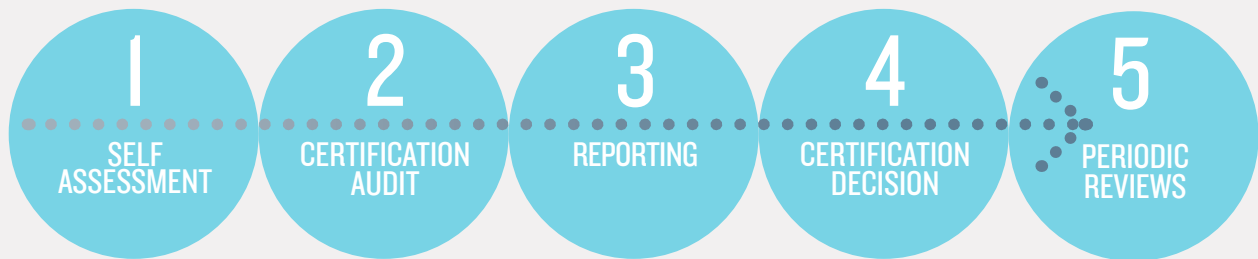 1
SELF
ASSESSMENT
2
CERTIFICATION
AUDIT
3
REPORTING
4
CERTIFICATION
DECISION
5
PERIODIC
REVIEWS